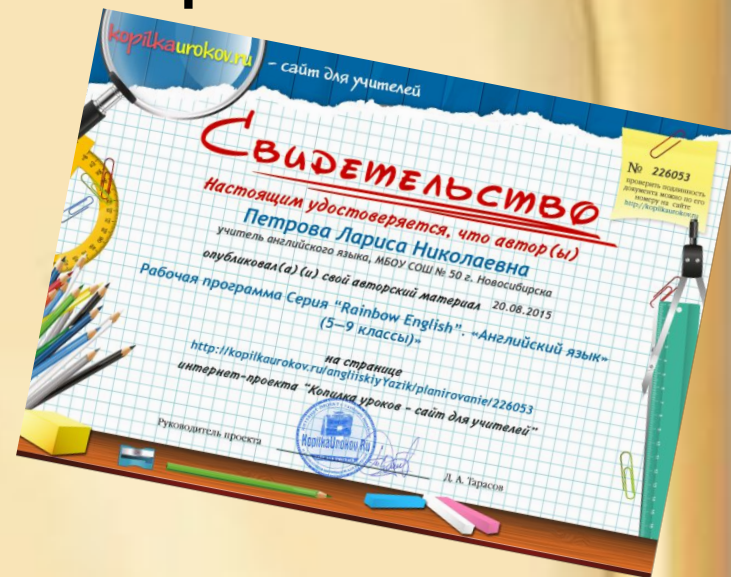 kopilkaurokov.ru - сайт для учителей
Свидетельство
№ 226053
проверить подлинность
документа можно по его
номеру на сайте
http://kopilkaurokov.ru
Настоящим удостоверяется, что автор(ы)
Петрова Лариса Николаевна
учитель английского языка, МБОУ СОШ № 50 г. Новосибирска
опубликовал(а)(и) свой авторский материал 20.08.2015
Рабочая программа Серия "Rainbow English". «Английский язык»
(5—9 классы)»
на странице
http://kopilkaurokov.ru/angliiskiyYazik/planirovanie/226053
интернет-проекта "Копилка уроков - сайт для учителей"
Руководитель проекта
KopilkaUrokov.Ru
Д. А. Тарасов